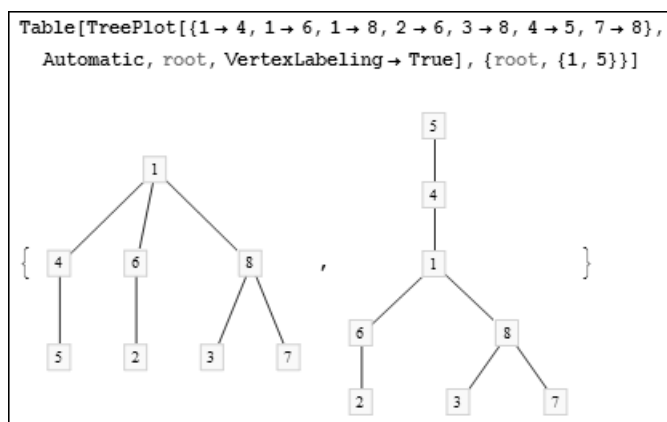 Table[TreePlot[{1 → 4, 1 → 6, 1 → 8, 2 → 6, 3 → 8, 4 → 5, 7 → 8},
Automatic, root, VertexLabeling → True], {root, {1, 5}}]
5
1
4
{ 4 6 8 , 1 }
6 8
5 2 3 7
2 3 7